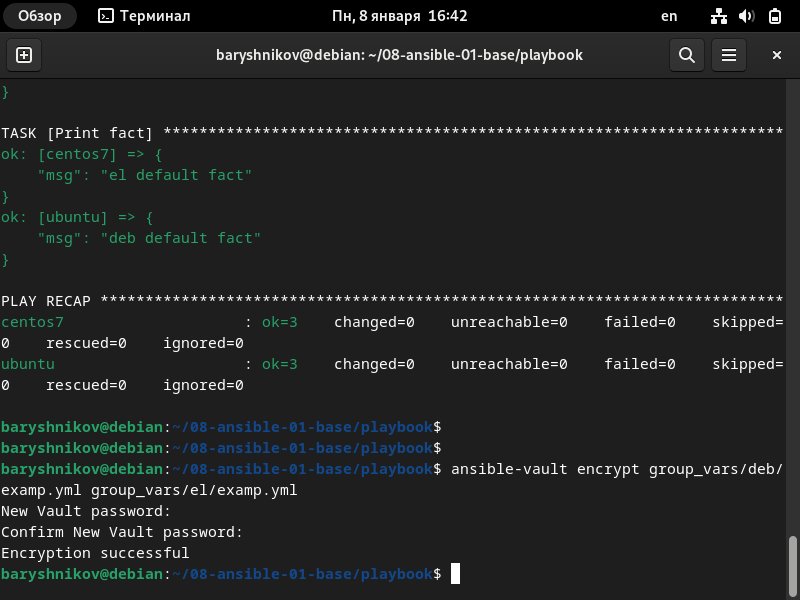 Обзор Терминал Пн, 8 января 16:42 en
baryshnikov@debian: ~/08-ansible-01-base/playbook
}
TASK [Print fact] *********************************************************************
ok: [centos7] => {
    "msg": "el default fact"
}
ok: [ubuntu] => {
    "msg": "deb default fact"
}
PLAY RECAP ****************************************************************************
centos7                    : ok=3    changed=0    unreachable=0    failed=0    skipped=
0    rescued=0    ignored=0
ubuntu                     : ok=3    changed=0    unreachable=0    failed=0    skipped=
0    rescued=0    ignored=0
baryshnikov@debian:~/08-ansible-01-base/playbook$
baryshnikov@debian:~/08-ansible-01-base/playbook$
baryshnikov@debian:~/08-ansible-01-base/playbook$ ansible-vault encrypt group_vars/deb/
examp.yml group_vars/el/examp.yml
New Vault password:
Confirm New Vault password:
Encryption successful
baryshnikov@debian:~/08-ansible-01-base/playbook$